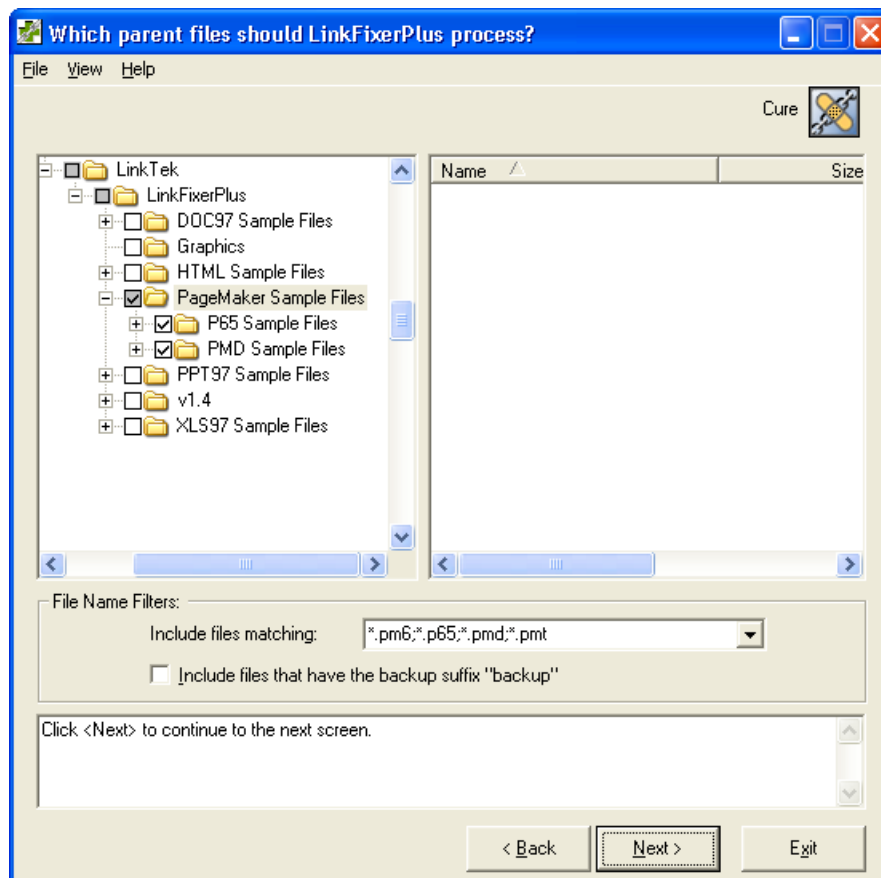 Which parent files should LinkFixerPlus process?
File View Help
Cure
LinkTek
LinkFixerPlus
DOC97 Sample Files
Graphics
HTML Sample Files
PageMaker Sample Files
P65 Sample Files
PMD Sample Files
PPT97 Sample Files
v1.4
XLS97 Sample Files
Name Size
File Name Filters:
Include files matching: *.pm6;*.p65;*.pmd;*.pmt
Include files that have the backup suffix "backup"
Click <Next> to continue to the next screen.
< Back Next > Exit